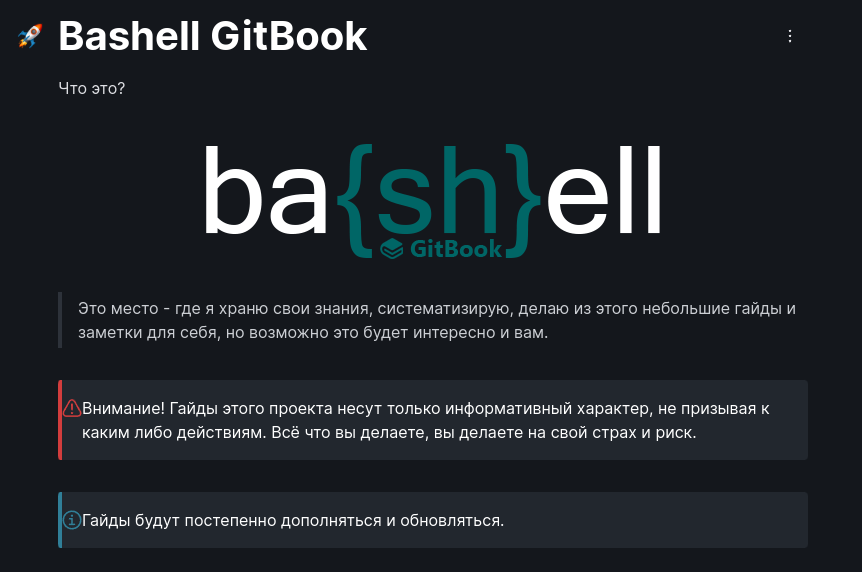 🚀 Bashell GitBook
Что это?
ba{sh}ell
GitBook
Это место - где я храню свои знания, систематизирую, делаю из этого небольшие гайды и
заметки для себя, но возможно это будет интересно и вам.
Внимание! Гайды этого проекта несут только информативный характер, не призывая к
каким либо действиям. Всё что вы делаете, вы делаете на свой страх и риск.
Гайды будут постепенно дополняться и обновляться.